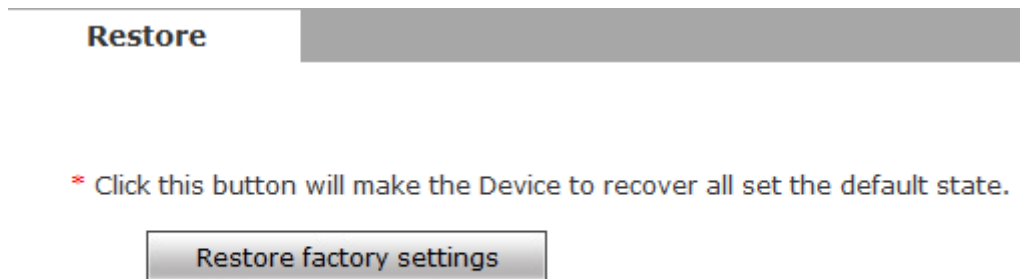 Restore
* Click this button will make the Device to recover all set the default state.
Restore factory settings